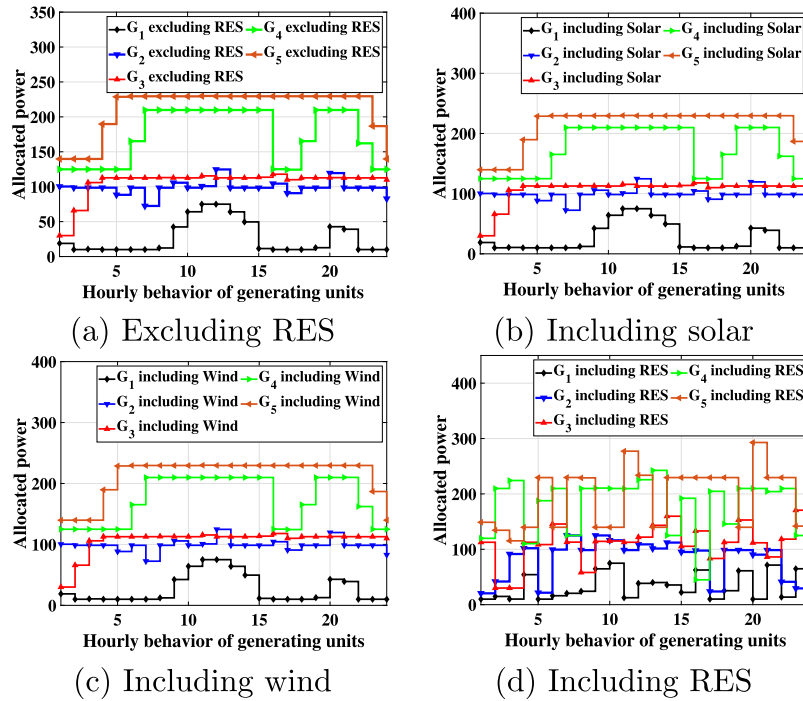 G1 excluding RES G4 excluding RES
G2 excluding RES G5 excluding RES
G3 excluding RES
Allocated power
350
300
250
200
150
100
50
0
5 10 15 20
Hourly behavior of generating units
(a) Excluding RES
G1 including Solar G4 including Solar
G2 including Solar G5 including Solar
G3 including Solar
Allocated power
400
300
200
100
0
5 10 15 20
Hourly behavior of generating units
(b) Including solar
G1 including Wind G4 including Wind
G2 including Wind G5 including Wind
G3 including Wind
Allocated power
400
300
200
100
0
5 10 15 20
Hourly behavior of generating units
(c) Including wind
G1 including RES G4 including RES
G2 including RES G5 including RES
G3 including RES
Allocated power
400
300
200
100
0
5 10 15 20
Hourly behavior of generating units
(d) Including RES